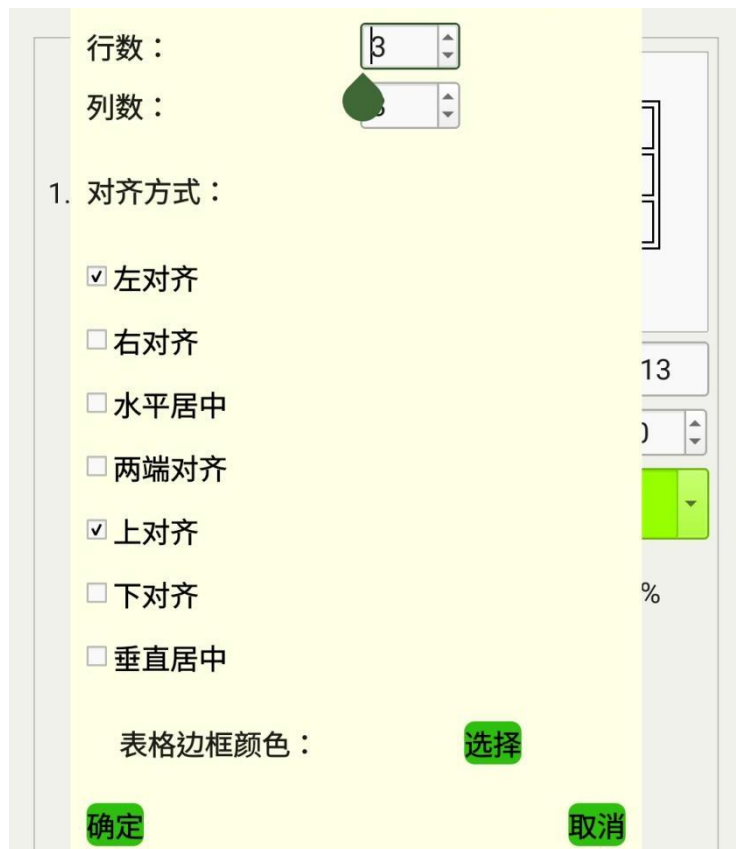 行数：
3
列数：
1. 对齐方式：
左对齐
右对齐
13
水平居中
0
两端对齐
上对齐
下对齐
%
垂直居中
表格边框颜色：
选择
确定
取消